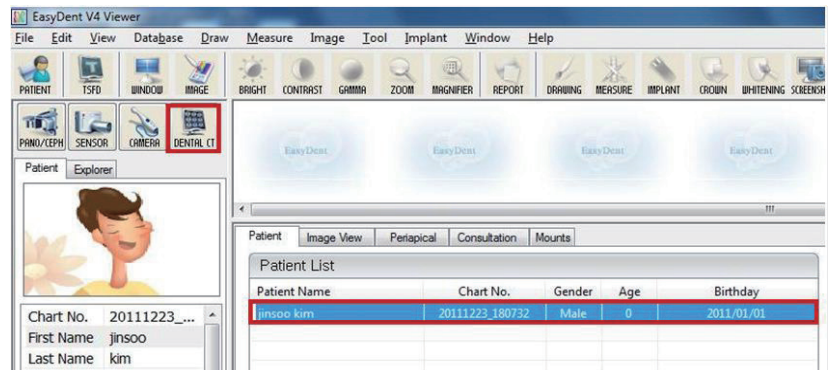 EasyDent V4 Viewer
File Edit View Database Draw Measure Image Tool Implant Window Help
PATIENT TSFD WINDOW IMAGE BRIGHT CONTRAST GAMMA ZOOM MAGNIFIER REPORT DRAWING MEASURE IMPLANT CROWN WHITENING SCREENSH
PANO/CEPH SENSOR CAMERA DENTAL CT
EasyDent EasyDent EasyDent EasyDent
Patient Explorer
Patient Image View Periapical Consultation Mounts
Patient List
Patient Name Chart No. Gender Age Birthday
jinsoo kim 20111223_180732 Male 0 2011/01/01
Chart No. 20111223_...
First Name jinsoo
Last Name kim